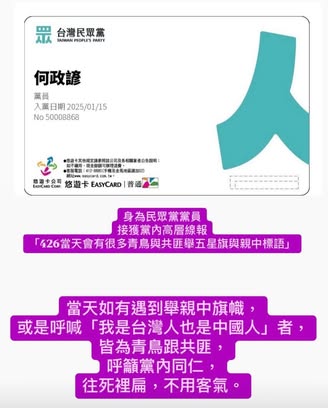 眾 台灣民眾黨
TAIWAN PEOPLE'S PARTY
何政諺
黨員
入黨日期 2025/01/15
No 50008868
悠遊卡公司
EASYCARD CORP.
悠遊卡 EASYCARD 普通
身為民眾黨黨員
接獲黨內高層線報
「426當天會有很多青鳥與共匪舉五星旗與親中標語」
當天如有遇到舉親中旗幟，
或是呼喊「我是台灣人也是中國人」者，
皆為青鳥跟共匪，
呼籲黨內同仁，
往死裡扁，不用客氣。